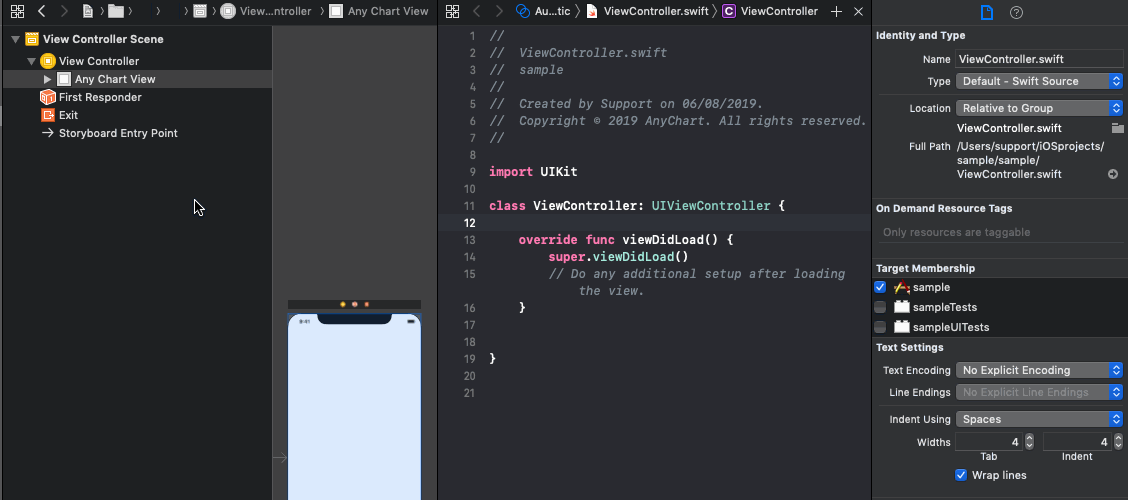 View...ntroller
Any Chart View
View Controller Scene
View Controller
Any Chart View
First Responder
Exit
Storyboard Entry Point
9:41
Au...tic
ViewController.swift
ViewController
1 //
2 // ViewController.swift
3 // sample
4 //
5 // Created by Support on 06/08/2019.
6 // Copyright © 2019 AnyChart. All rights reserved.
7 //
8
9 import UIKit
10
11 class ViewController: UIViewController {
12
13 override func viewDidLoad() {
14 super.viewDidLoad()
15 // Do any additional setup after loading
the view.
16 }
17
18
19 }
20
21
Identity and Type
Name ViewController.swift
Type Default - Swift Source
Location Relative to Group
ViewController.swift
Full Path /Users/support/iOSprojects/
sample/sample/
ViewController.swift
On Demand Resource Tags
Only resources are taggable
Target Membership
sample
sampleTests
sampleUITests
Text Settings
Text Encoding No Explicit Encoding
Line Endings No Explicit Line Endings
Indent Using Spaces
Widths 4 4
Tab Indent
Wrap lines